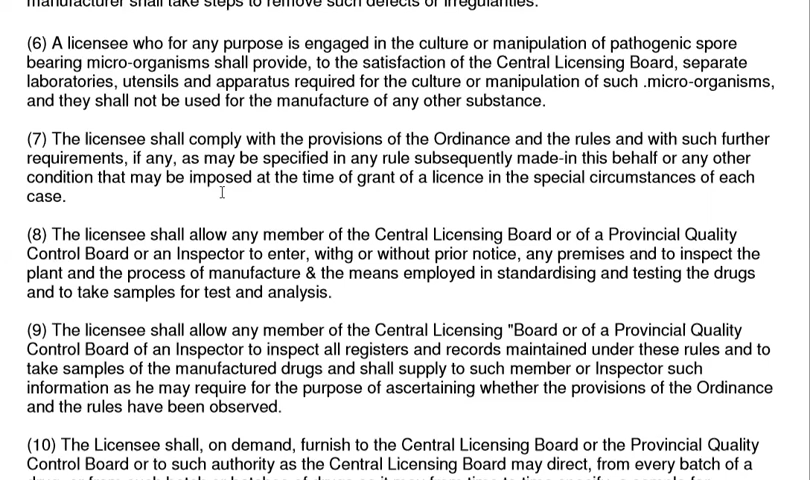 manufacturer shall take steps to remove such defects or irregularities.
(6) A licensee who for any purpose is engaged in the culture or manipulation of pathogenic spore
bearing micro-organisms shall provide, to the satisfaction of the Central Licensing Board, separate
laboratories, utensils and apparatus required for the culture or manipulation of such .micro-organisms,
and they shall not be used for the manufacture of any other substance.
(7) The licensee shall comply with the provisions of the Ordinance and the rules and with such further
requirements, if any, as may be specified in any rule subsequently made-in this behalf or any other
condition that may be imposed at the time of grant of a licence in the special circumstances of each
case.
(8) The licensee shall allow any member of the Central Licensing Board or of a Provincial Quality
Control Board or an Inspector to enter, withg or without prior notice, any premises and to inspect the
plant and the process of manufacture & the means employed in standardising and testing the drugs
and to take samples for test and analysis.
(9) The licensee shall allow any member of the Central Licensing "Board or of a Provincial Quality
Control Board of an Inspector to inspect all registers and records maintained under these rules and to
take samples of the manufactured drugs and shall supply to such member or Inspector such
information as he may require for the purpose of ascertaining whether the provisions of the Ordinance
and the rules have been observed.
(10) The Licensee shall, on demand, furnish to the Central Licensing Board or the Provincial Quality
Control Board or to such authority as the Central Licensing Board may direct, from every batch of a